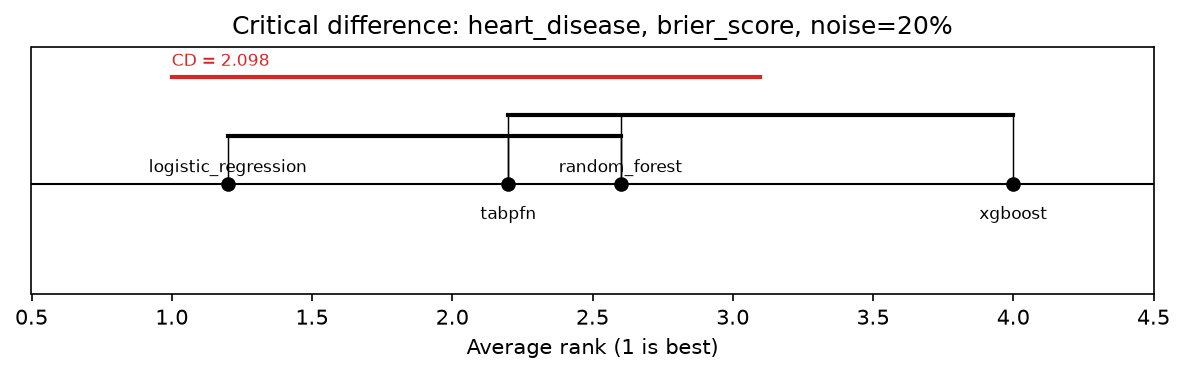 Critical difference: heart_disease, brier_score, noise=20%
CD = 2.098
logistic_regression random_forest
tabpfn xgboost
0.5 1.0 1.5 2.0 2.5 3.0 3.5 4.0 4.5
Average rank (1 is best)